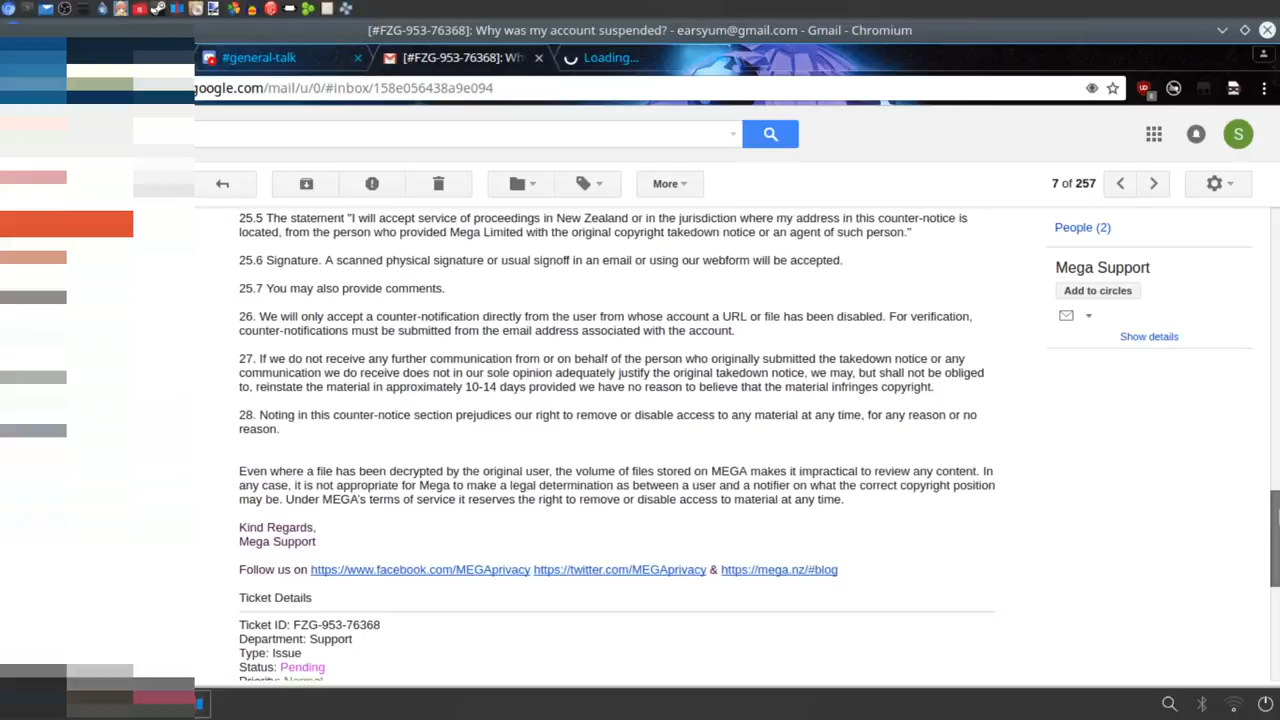 [#FZG-953-76368]: Why was my account suspended? - earsyum@gmail.com - Gmail - Chromium
#general-talk
[#FZG-953-76368]: Wh
Loading...
google.com/mail/u/0/#inbox/158e056438a9e094
S
More
7 of 257
25.5 The statement "I will accept service of proceedings in New Zealand or in the jurisdiction where my address in this counter-notice is
located, from the person who provided Mega Limited with the original copyright takedown notice or an agent of such person."
25.6 Signature. A scanned physical signature or usual signoff in an email or using our webform will be accepted.
25.7 You may also provide comments.
26. We will only accept a counter-notification directly from the user from whose account a URL or file has been disabled. For verification,
counter-notifications must be submitted from the email address associated with the account.
27. If we do not receive any further communication from or on behalf of the person who originally submitted the takedown notice or any
communication we do receive does not in our sole opinion adequately justify the original takedown notice, we may, but shall not be obliged
to, reinstate the material in approximately 10-14 days provided we have no reason to believe that the material infringes copyright.
28. Noting in this counter-notice section prejudices our right to remove or disable access to any material at any time, for any reason or no
reason.
Even where a file has been decrypted by the original user, the volume of files stored on MEGA makes it impractical to review any content. In
any case, it is not appropriate for Mega to make a legal determination as between a user and a notifier on what the correct copyright position
may be. Under MEGA's terms of service it reserves the right to remove or disable access to material at any time.
Kind Regards,
Mega Support
Follow us on https://www.facebook.com/MEGAprivacy https://twitter.com/MEGAprivacy & https://mega.nz/#blog
Ticket Details
Ticket ID: FZG-953-76368
Department: Support
Type: Issue
Status: Pending
Priority: Normal
People (2)
Mega Support
Add to circles
Show details